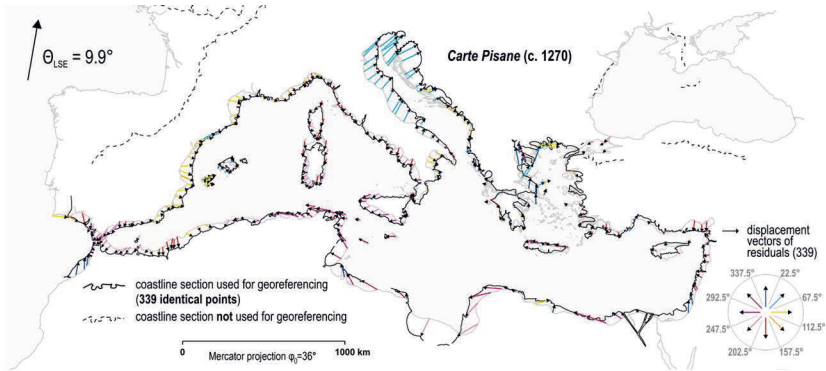 Carte Pisane (c. 1270)
Θ LSE = 9.9°
displacement
vectors of
residuals (339)
coastline section used for georeferencing
(339 identical points)
coastline section not used for georeferencing
0 1000 km
Mercator projection φ₀=36°
337.5° 22.5°
292.5° 67.5°
247.5° 112.5°
202.5° 157.5°